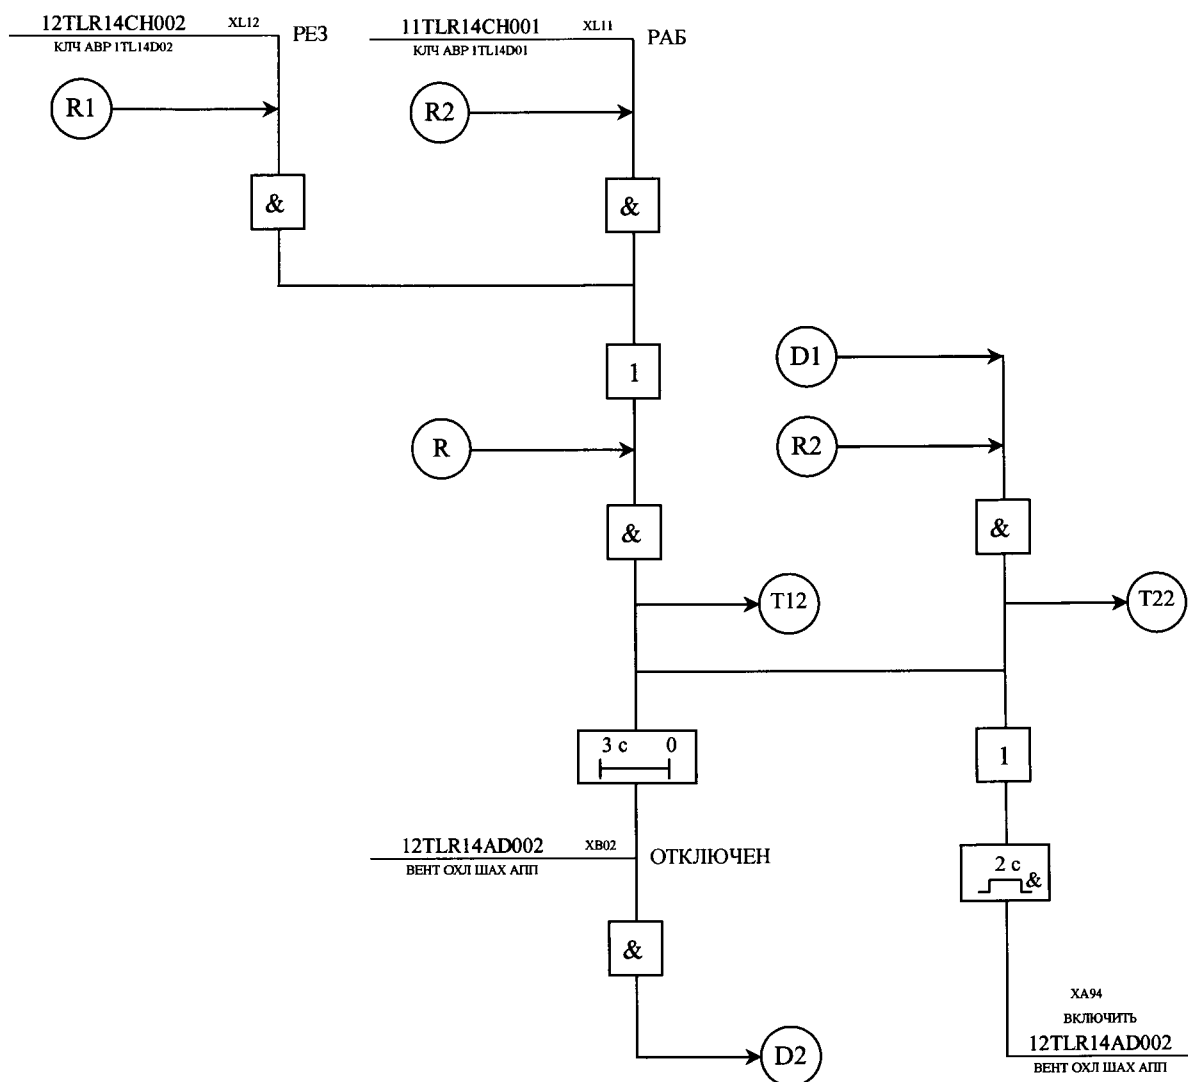 12TLR14CH002 XL12 РЕЗ
КЛЧ АВР 1TL14D02
11TLR14CH001 XL11 РАБ
КЛЧ АВР 1TL14D01
R1
R2
&
&
1
D1
R
R2
&
&
T12
T22
3 с 0
1
12TLR14AD002 XB02 ОТКЛЮЧЕН
ВЕНТ ОХЛ ШАХ АПП
2 с
&
&
XA94
ВКЛЮЧИТЬ
12TLR14AD002
ВЕНТ ОХЛ ШАХ АПП
D2